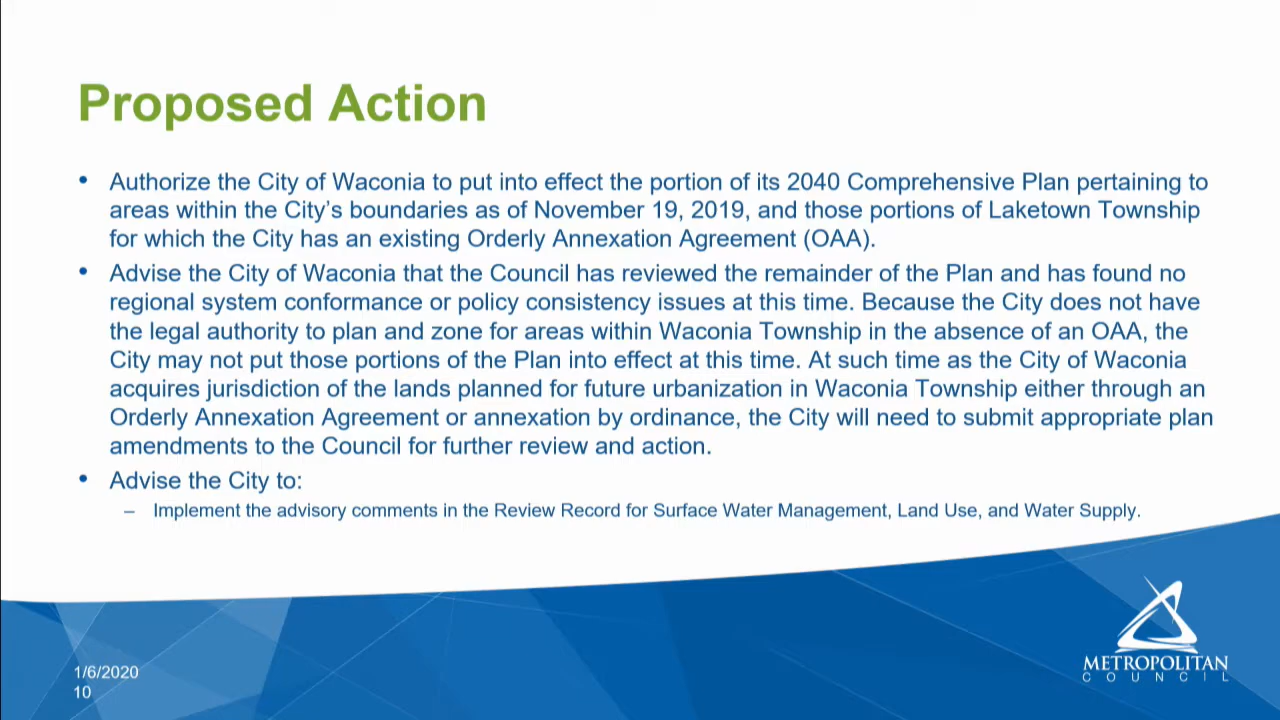 Proposed Action
• Authorize the City of Waconia to put into effect the portion of its 2040 Comprehensive Plan pertaining to
areas within the City's boundaries as of November 19, 2019, and those portions of Laketown Township
for which the City has an existing Orderly Annexation Agreement (OAA).
• Advise the City of Waconia that the Council has reviewed the remainder of the Plan and has found no
regional system conformance or policy consistency issues at this time. Because the City does not have
the legal authority to plan and zone for areas within Waconia Township in the absence of an OAA, the
City may not put those portions of the Plan into effect at this time. At such time as the City of Waconia
acquires jurisdiction of the lands planned for future urbanization in Waconia Township either through an
Orderly Annexation Agreement or annexation by ordinance, the City will need to submit appropriate plan
amendments to the Council for further review and action.
• Advise the City to:
– Implement the advisory comments in the Review Record for Surface Water Management, Land Use, and Water Supply.
1/6/2020
10
METROPOLITAN
COUNCIL